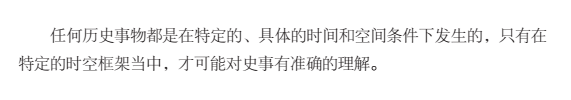 任何历史事物都是在特定的、具体的时间和空间条件下发生的，只有在
特定的时空框架当中，才可能对史事有准确的理解。